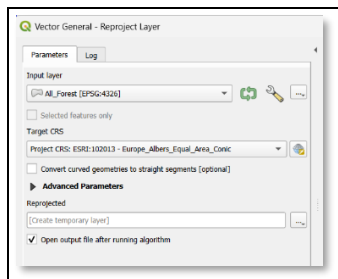 Vector General - Reproject Layer
Parameters Log
Input layer
All_Forest [EPSG:4326]
Selected features only
Target CRS
Project CRS: ESRI:102013 - Europe_Albers_Equal_Area_Conic
Convert curved geometries to straight segments [optional]
Advanced Parameters
Reprojected
[Create temporary layer]
Open output file after running algorithm